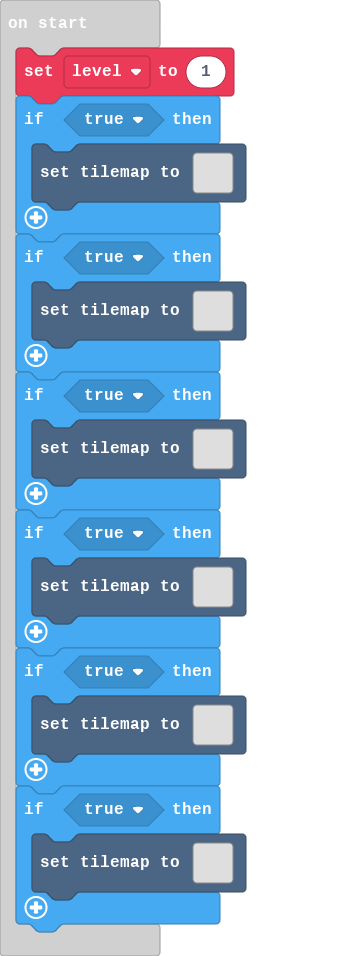 on start
set level to 1
if true then
set tilemap to
if true then
set tilemap to
if true then
set tilemap to
if true then
set tilemap to
if true then
set tilemap to
if true then
set tilemap to